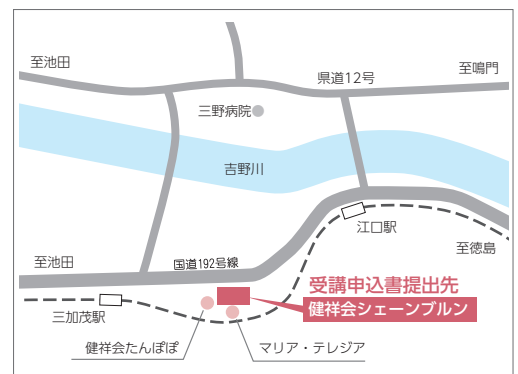 至池田
県道12号
至鳴門
三野病院
吉野川
江口駅
至徳島
至池田
国道192号線
受講申込書提出先
健祥会シェーンブルン
三加茂駅
健祥会たんぽぽ
マリア・テレジア